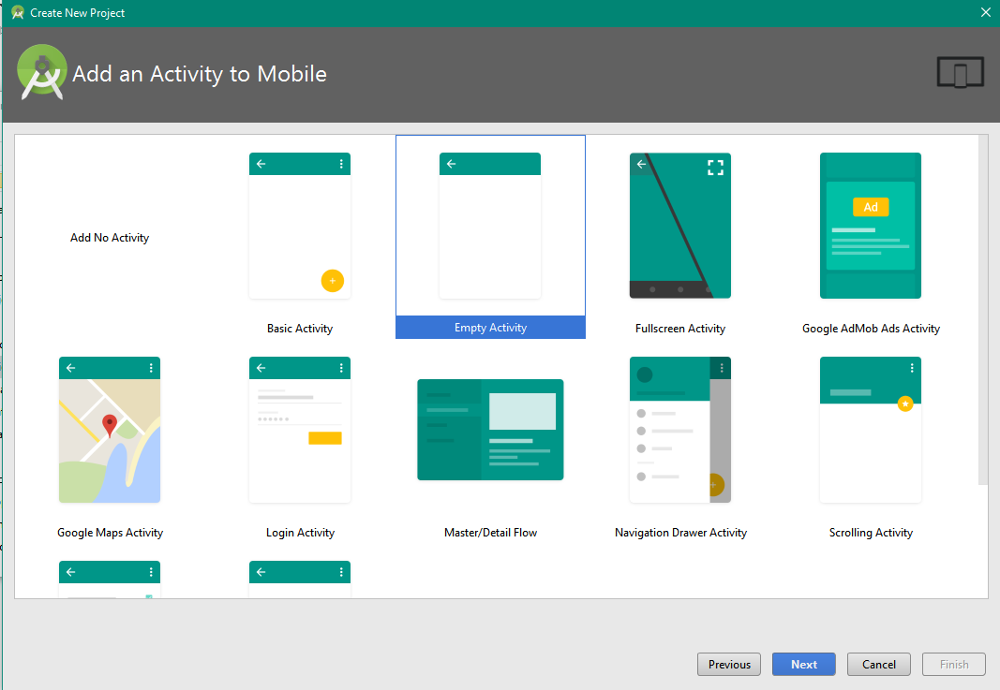 Create New Project
Add an Activity to Mobile
Add No Activity
Basic Activity
Empty Activity
Fullscreen Activity
Ad
Google AdMob Ads Activity
Google Maps Activity
Login Activity
Master/Detail Flow
Navigation Drawer Activity
Scrolling Activity
Previous
Next
Cancel
Finish